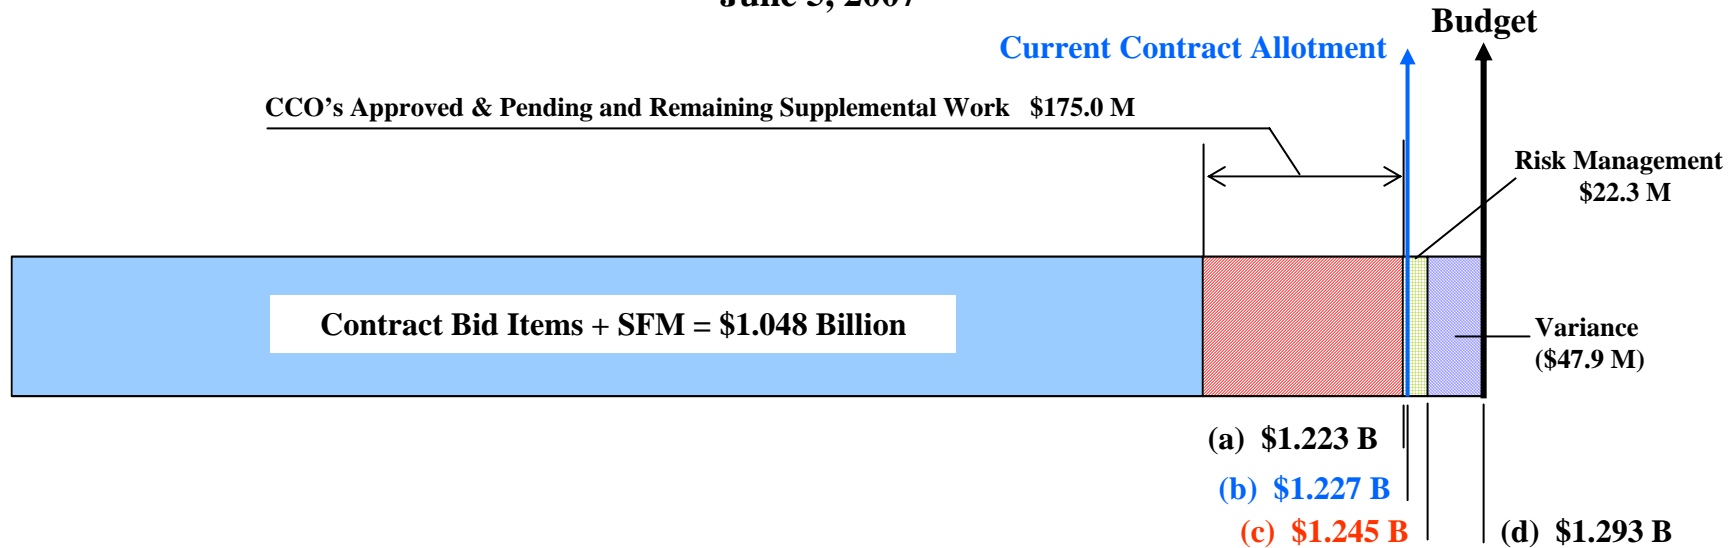 Budget
Current Contract Allotment
CCO's Approved & Pending and Remaining Supplemental Work $175.0 M
Risk Management
$22.3 M
Contract Bid Items + SFM = $1.048 Billion
Variance
($47.9 M)
(a) $1.223 B
(b) $1.227 B
(c) $1.245 B
(d) $1.293 B